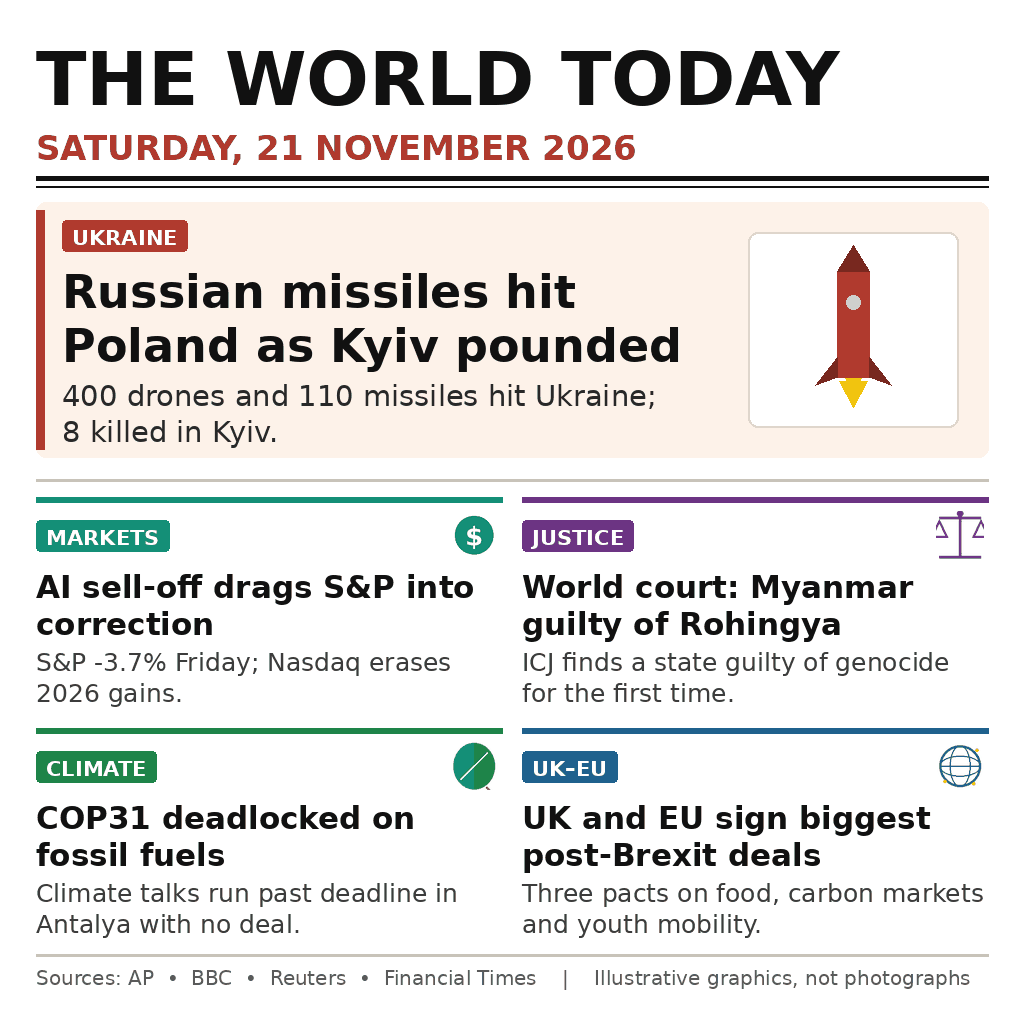 THE WORLD TODAY
SATURDAY, 21 NOVEMBER 2026
UKRAINE
Russian missiles hit
Poland as Kyiv pounded
400 drones and 110 missiles hit Ukraine;
8 killed in Kyiv.
MARKETS
$
AI sell-off drags S&P into
correction
S&P -3.7% Friday; Nasdaq erases
2026 gains.
JUSTICE
World court: Myanmar
guilty of Rohingya
ICJ finds a state guilty of genocide
for the first time.
CLIMATE
COP31 deadlocked on
fossil fuels
Climate talks run past deadline in
Antalya with no deal.
UK–EU
UK and EU sign biggest
post-Brexit deals
Three pacts on food, carbon markets
and youth mobility.
Sources: AP • BBC • Reuters • Financial Times | Illustrative graphics, not photographs